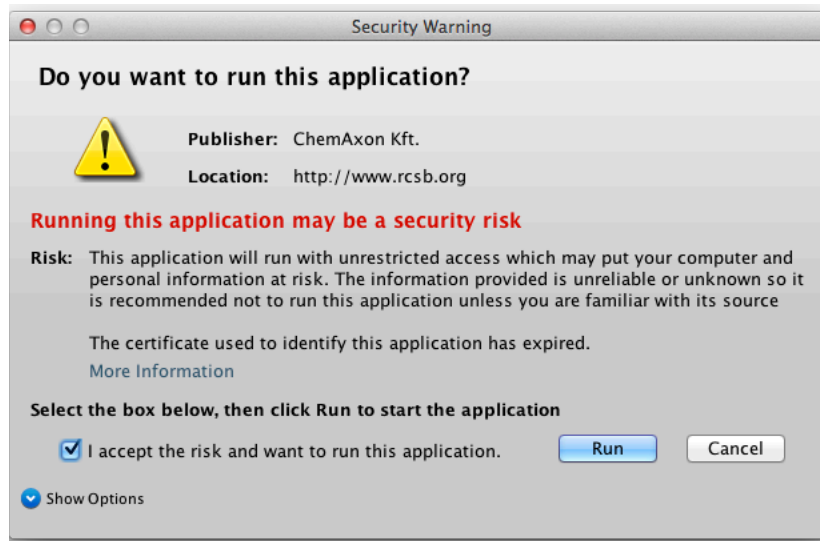 Security Warning
Do you want to run this application?
Publisher: ChemAxon Kft.
Location: http://www.rcsb.org
Running this application may be a security risk
Risk: This application will run with unrestricted access which may put your computer and
personal information at risk. The information provided is unreliable or unknown so it
is recommended not to run this application unless you are familiar with its source
The certificate used to identify this application has expired.
More Information
Select the box below, then click Run to start the application
I accept the risk and want to run this application. Run Cancel
Show Options